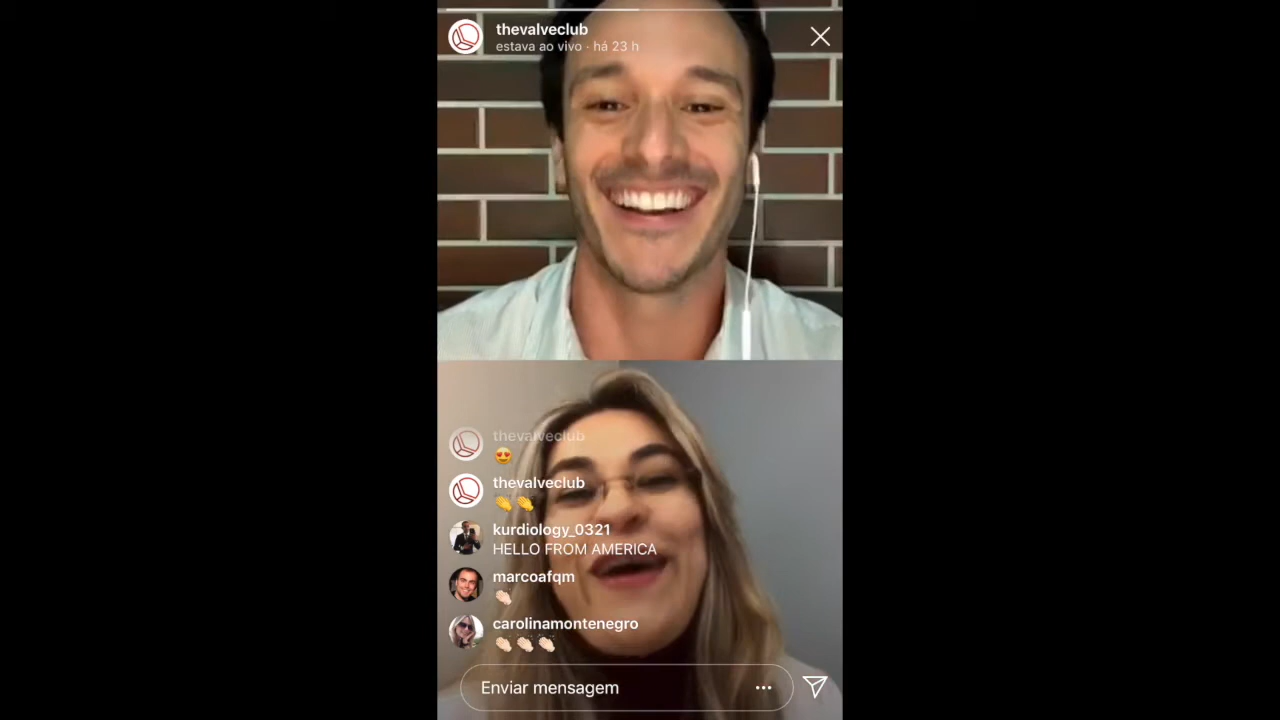 thevalveclub
estava ao vivo · há 23 h
thevalveclub
😍
thevalveclub
👏👏
kurdiology_0321
HELLO FROM AMERICA
marcoafqm
👏🏻
carolinamontenegro
👏🏻👏🏻👏🏻
Enviar mensagem